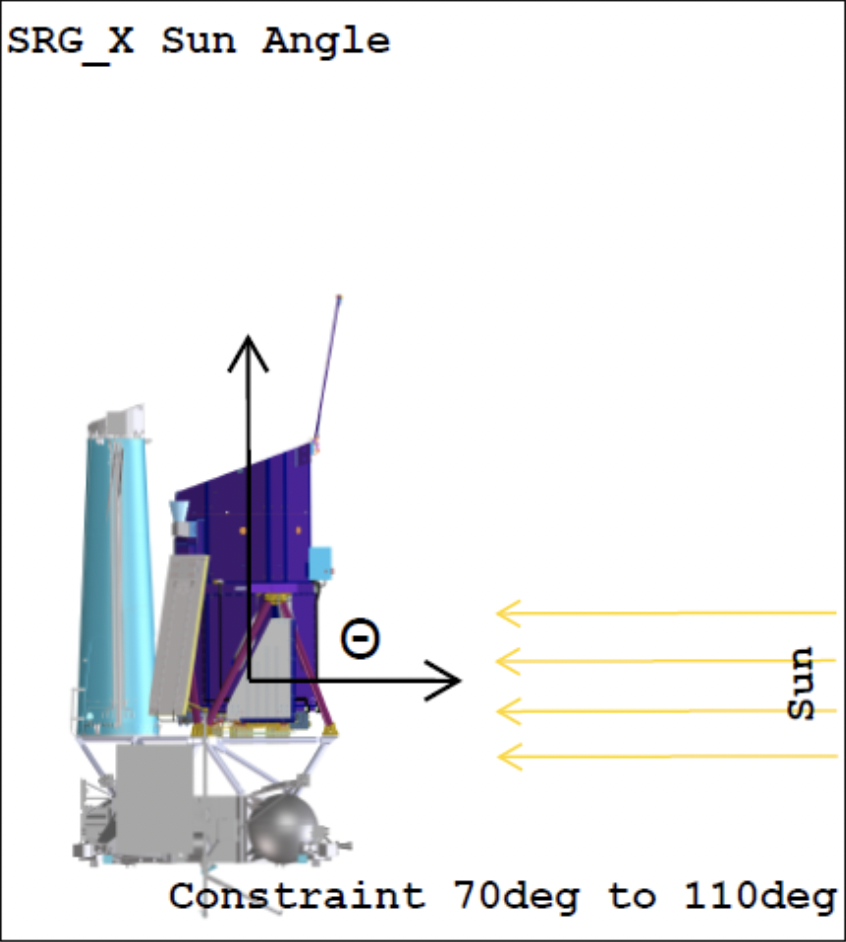 SRG_X Sun Angle
Θ
Sun
Constraint 70deg to 110deg